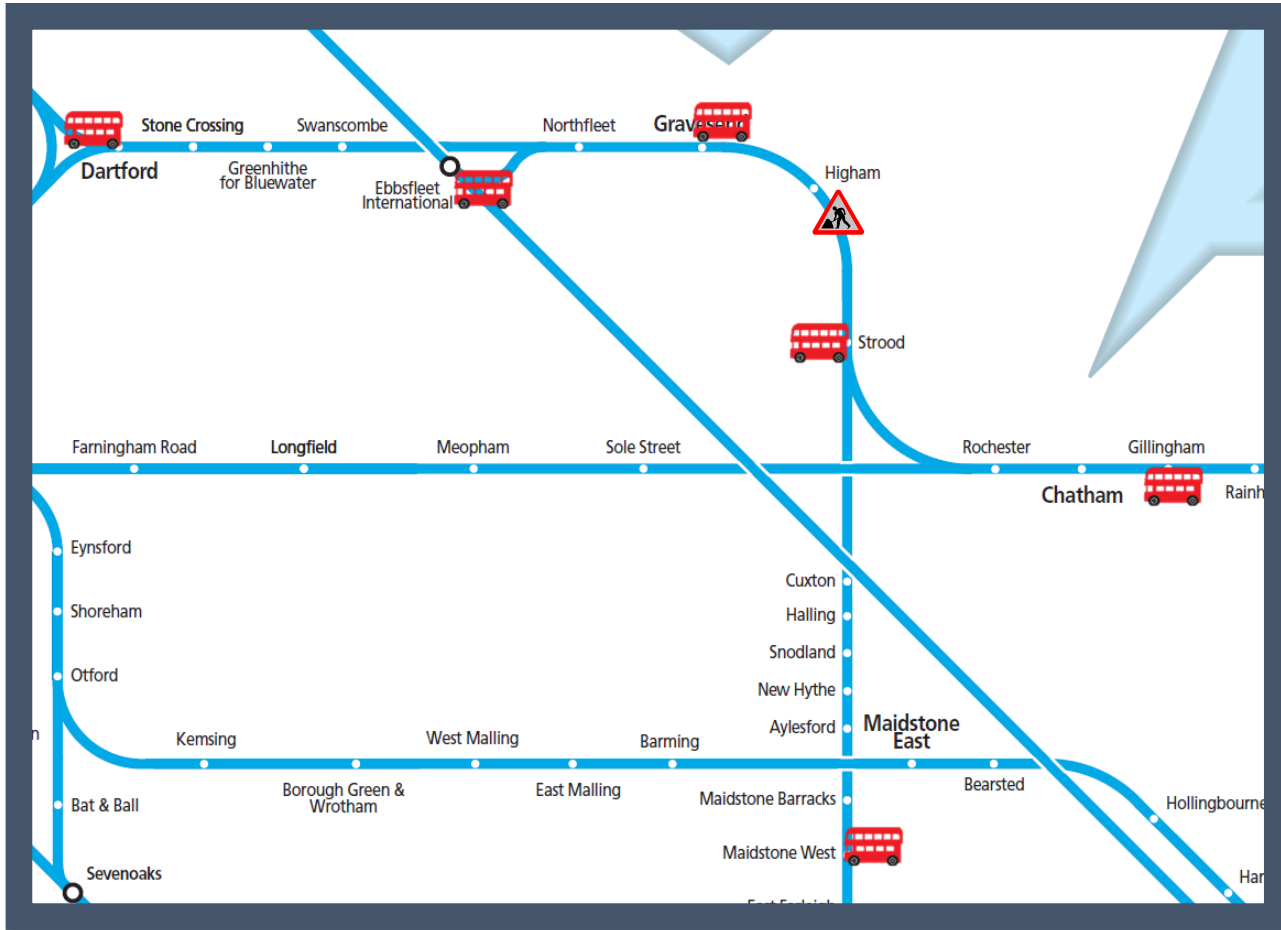 Stone Crossing
Swanscombe
Northfleet
Gravesend
Dartford
Greenhithe
for Bluewater
Ebbsfleet
International
Higham
Strood
Farningham Road
Longfield
Meopham
Sole Street
Rochester
Gillingham
Chatham
Rainh
Eynsford
Cuxton
Shoreham
Halling
Snodland
Otford
New Hythe
Aylesford
Maidstone
East
n
Kemsing
West Malling
Barming
Borough Green &
Wrotham
East Malling
Bearsted
Maidstone Barracks
Bat & Ball
Hollingbourne
Maidstone West
Sevenoaks
Har